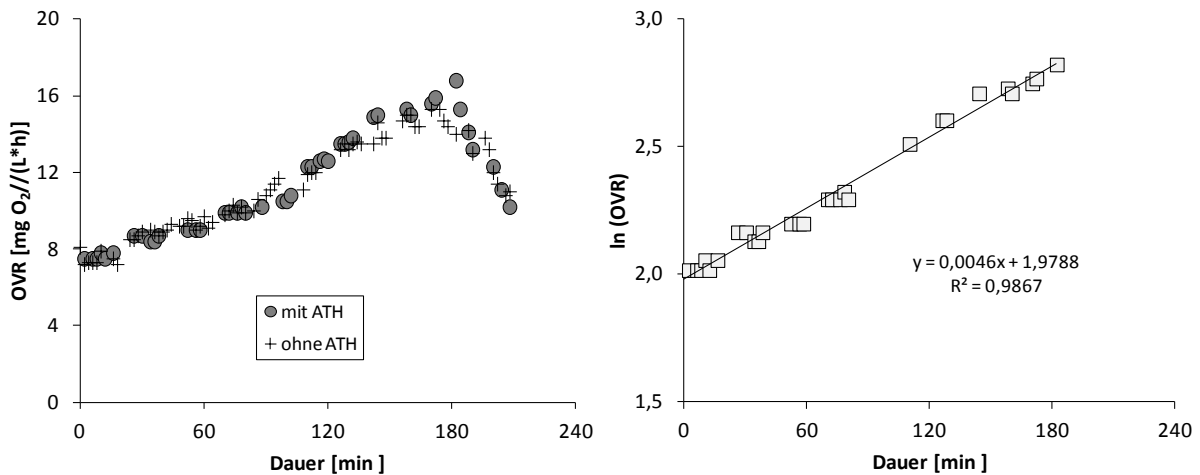 20
16
12
8
4
0
OVR [mg O₂//(L*h)]
mit ATH
ohne ATH
0
60
120
180
240
Dauer [min ]
3,0
2,5
2,0
1,5
ln (OVR)
y = 0,0046x + 1,9788
R² = 0,9867
0
60
120
180
240
Dauer [min ]